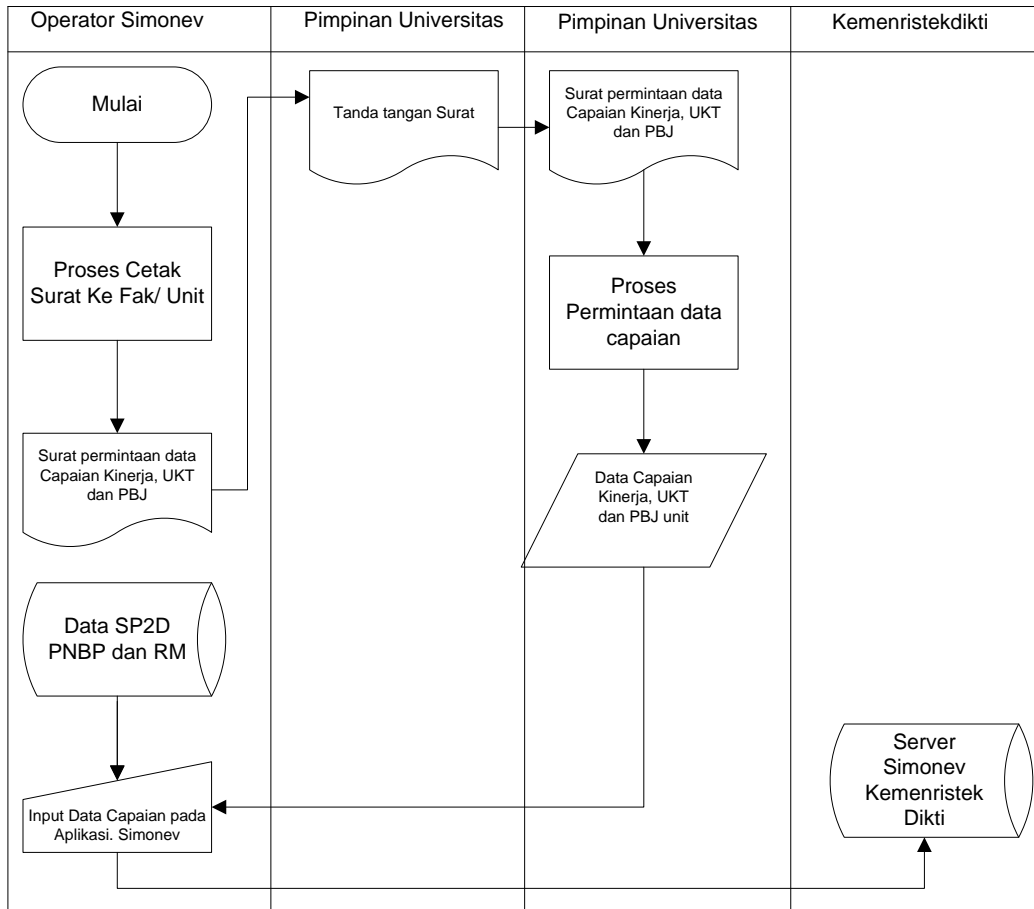 Operator Simonev
Pimpinan Universitas
Pimpinan Universitas
Kemenristekdikti
Mulai
Proses Cetak
Surat Ke Fak/ Unit
Surat permintaan data
Capaian Kinerja, UKT
dan PBJ
Data SP2D
PNBP dan RM
Input Data Capaian pada
Aplikasi. Simonev
Tanda tangan Surat
Surat permintaan data
Capaian Kinerja, UKT
dan PBJ
Proses
Permintaan data
capaian
Data Capaian
Kinerja, UKT
dan PBJ unit
Server
Simonev
Kemenristek
Dikti